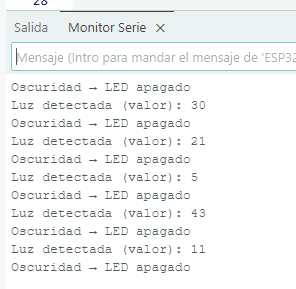 28
Salida
Monitor Serie ×
Mensaje (Intro para mandar el mensaje de 'ESP32
Oscuridad → LED apagado
Luz detectada (valor): 30
Oscuridad → LED apagado
Luz detectada (valor): 21
Oscuridad → LED apagado
Luz detectada (valor): 5
Oscuridad → LED apagado
Luz detectada (valor): 43
Oscuridad → LED apagado
Luz detectada (valor): 11
Oscuridad → LED apagado